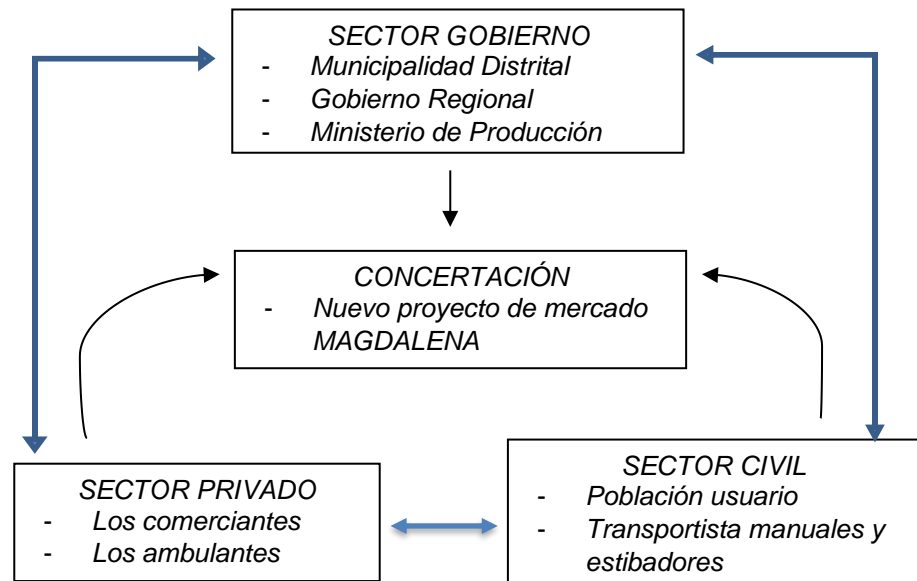 SECTOR GOBIERNO
- Municipalidad Distrital
- Gobierno Regional
- Ministerio de Producción
CONCERTACIÓN
- Nuevo proyecto de mercado
MAGDALENA
SECTOR PRIVADO
- Los comerciantes
- Los ambulantes
SECTOR CIVIL
- Población usuario
- Transportista manuales y
estibadores